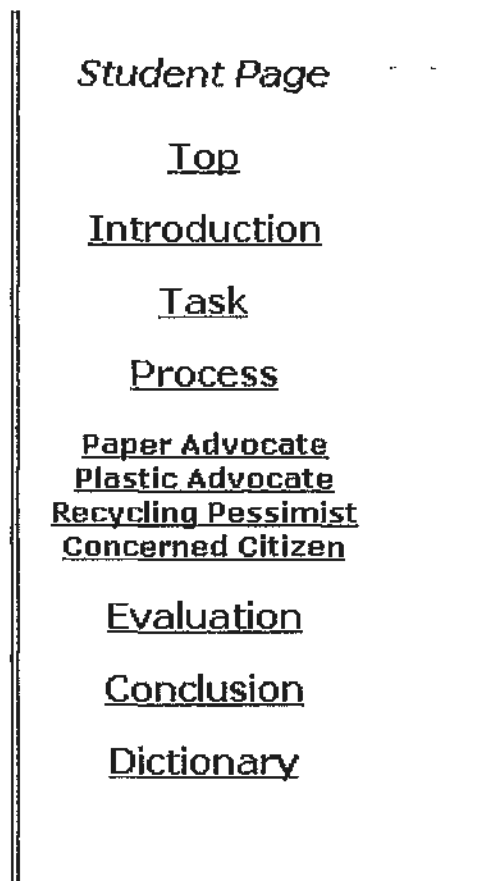 Student Page
Top
Introduction
Task
Process
Paper Advocate
Plastic Advocate
Recycling Pessimist
Concerned Citizen
Evaluation
Conclusion
Dictionary